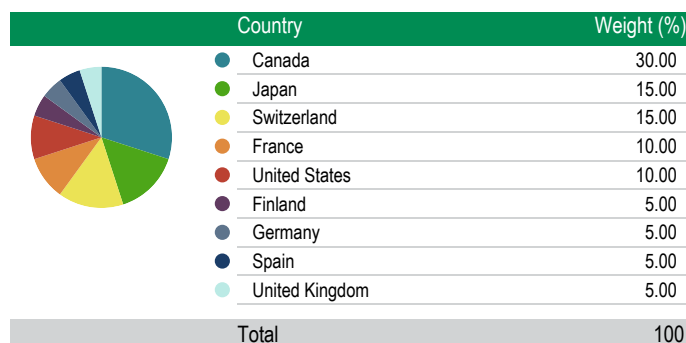 Country Weight (%)
Canada 30.00
Japan 15.00
Switzerland 15.00
France 10.00
United States 10.00
Finland 5.00
Germany 5.00
Spain 5.00
United Kingdom 5.00
Total 100